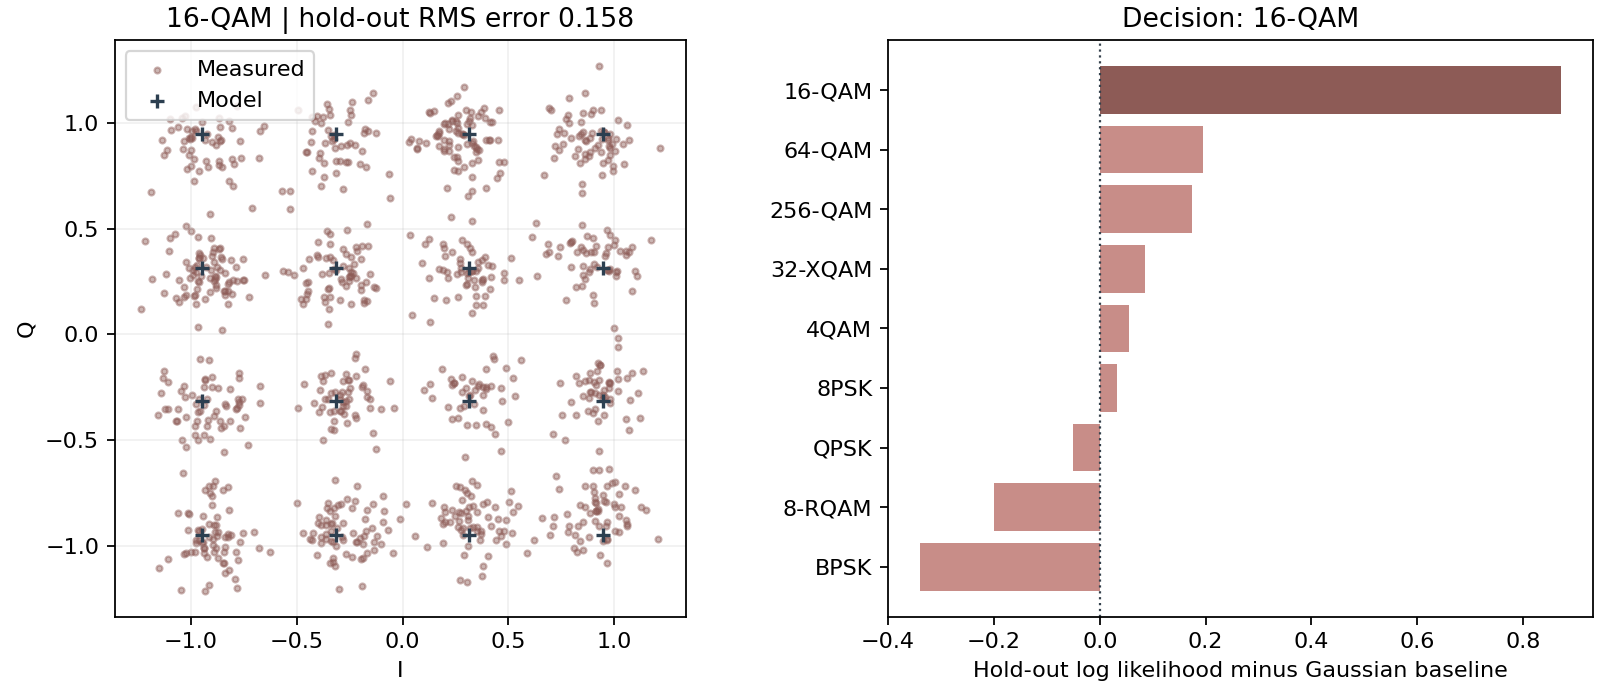 16-QAM | hold-out RMS error 0.158
Measured
Model
1.0
0.5
0.0
−0.5
−1.0
Q
−1.0
−0.5
0.0
0.5
1.0
I
Decision: 16-QAM
16-QAM
64-QAM
256-QAM
32-XQAM
4QAM
8PSK
QPSK
8-RQAM
BPSK
−0.4
−0.2
0.0
0.2
0.4
0.6
0.8
Hold-out log likelihood minus Gaussian baseline